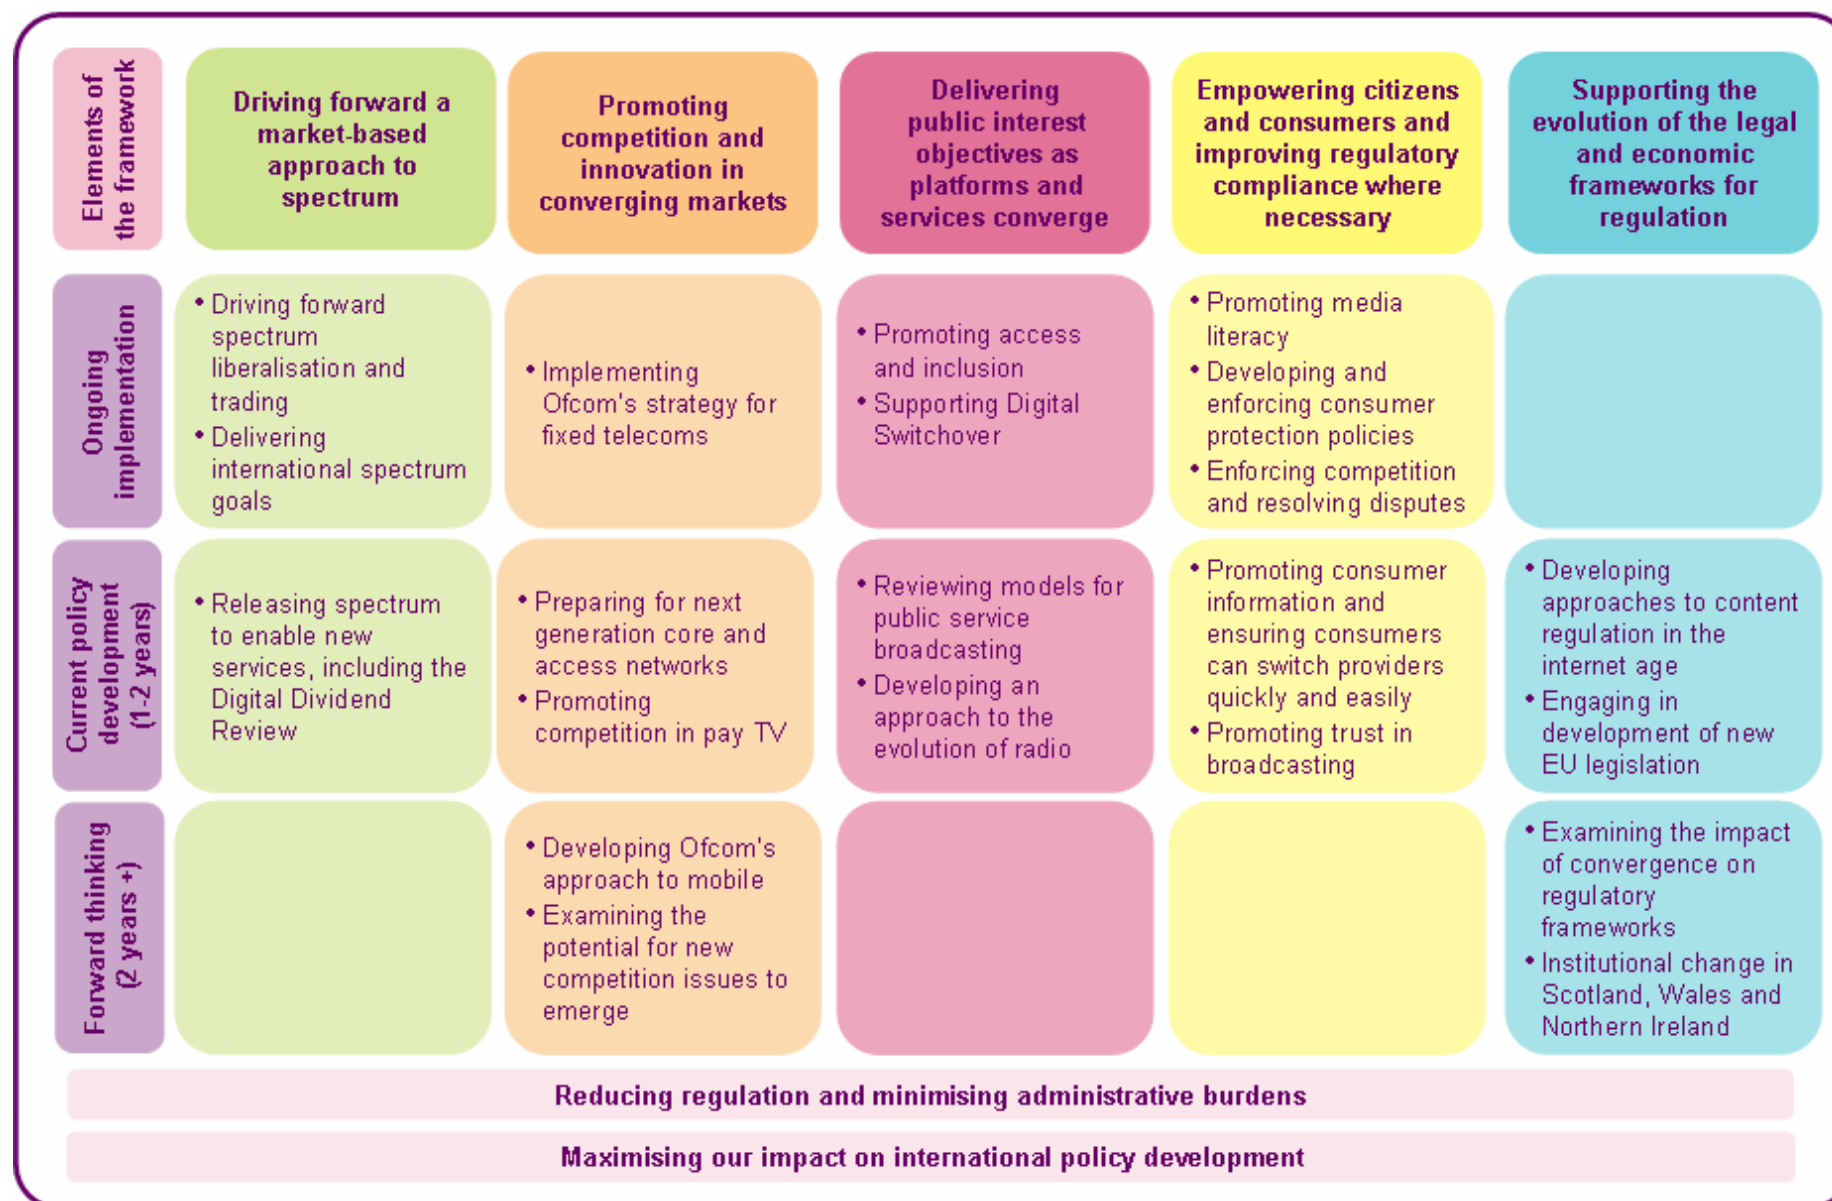 Elements of
the framework
Driving forward a
market-based
approach to
spectrum
Promoting
competition and
innovation in
converging markets
Delivering
public interest
objectives as
platforms and
services converge
Empowering citizens
and consumers and
improving regulatory
compliance where
necessary
Supporting the
evolution of the legal
and economic
frameworks for
regulation
Ongoing
implementation
• Driving forward
spectrum
liberalisation and
trading
• Delivering
international spectrum
goals
• Implementing
Ofcom's strategy for
fixed telecoms
• Promoting access
and inclusion
• Supporting Digital
Switchover
• Promoting media
literacy
• Developing and
enforcing consumer
protection policies
• Enforcing competition
and resolving disputes
Current policy
development
(1-2 years)
• Releasing spectrum
to enable new
services, including the
Digital Dividend
Review
• Preparing for next
generation core and
access networks
• Promoting
competition in pay TV
• Reviewing models for
public service
broadcasting
• Developing an
approach to the
evolution of radio
• Promoting consumer
information and
ensuring consumers
can switch providers
quickly and easily
• Promoting trust in
broadcasting
• Developing
approaches to content
regulation in the
internet age
• Engaging in
development of new
EU legislation
Forward thinking
(2 years +)
• Developing Ofcom's
approach to mobile
• Examining the
potential for new
competition issues to
emerge
• Examining the impact
of convergence on
regulatory
frameworks
• Institutional change in
Scotland, Wales and
Northern Ireland
Reducing regulation and minimising administrative burdens
Maximising our impact on international policy development